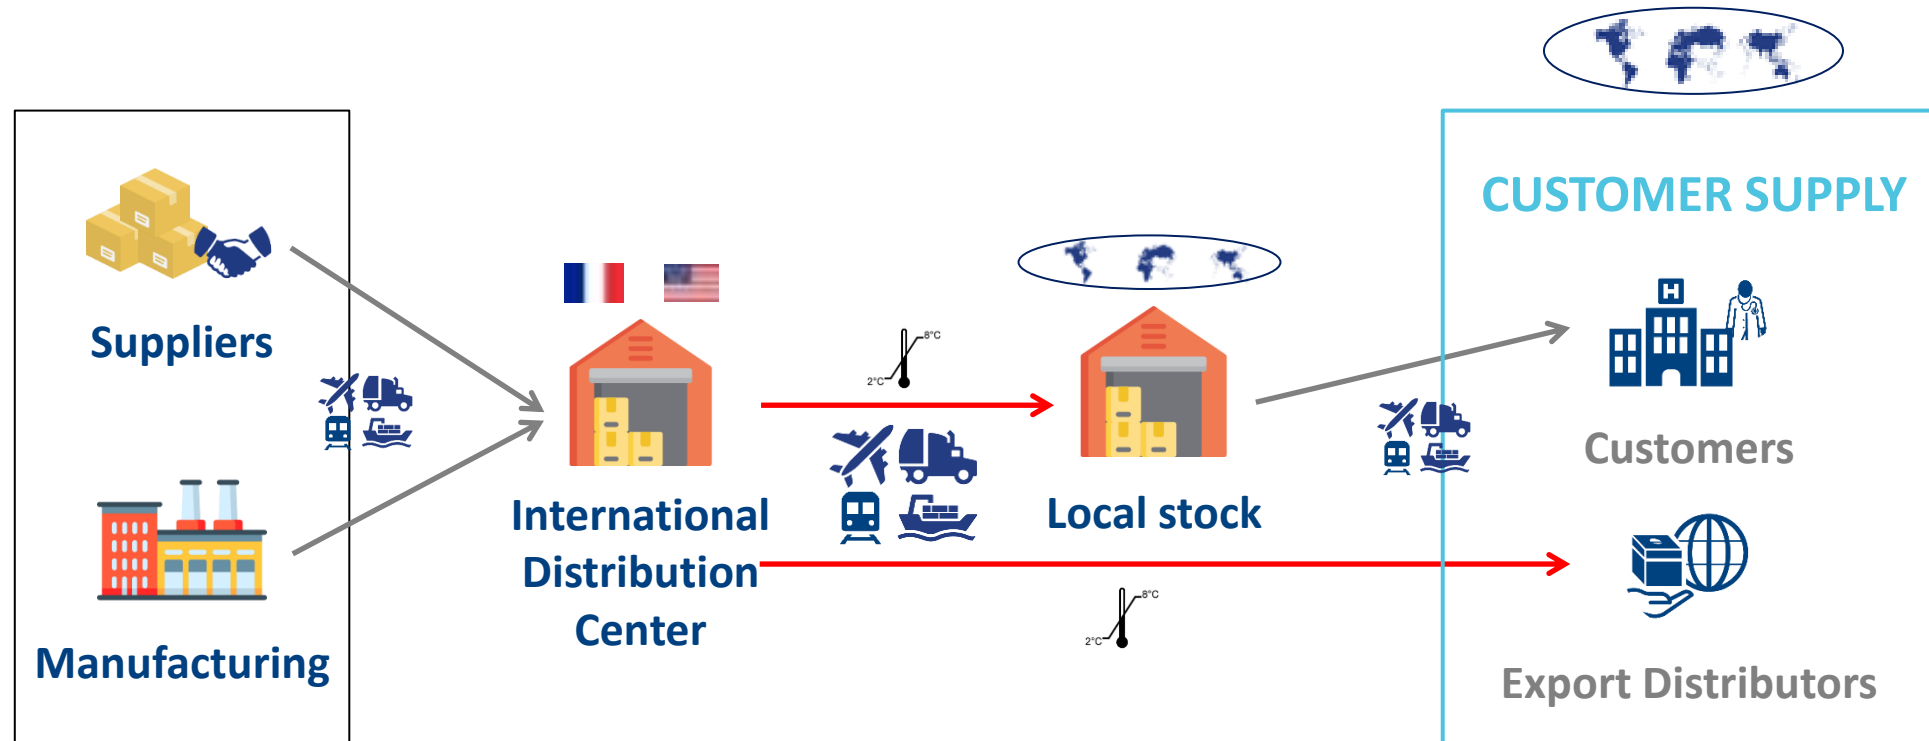 CUSTOMER SUPPLY
Suppliers
8°C
2°C
H
Customers
International
Distribution
Center
Local stock
8°C
2°C
Manufacturing
Export Distributors